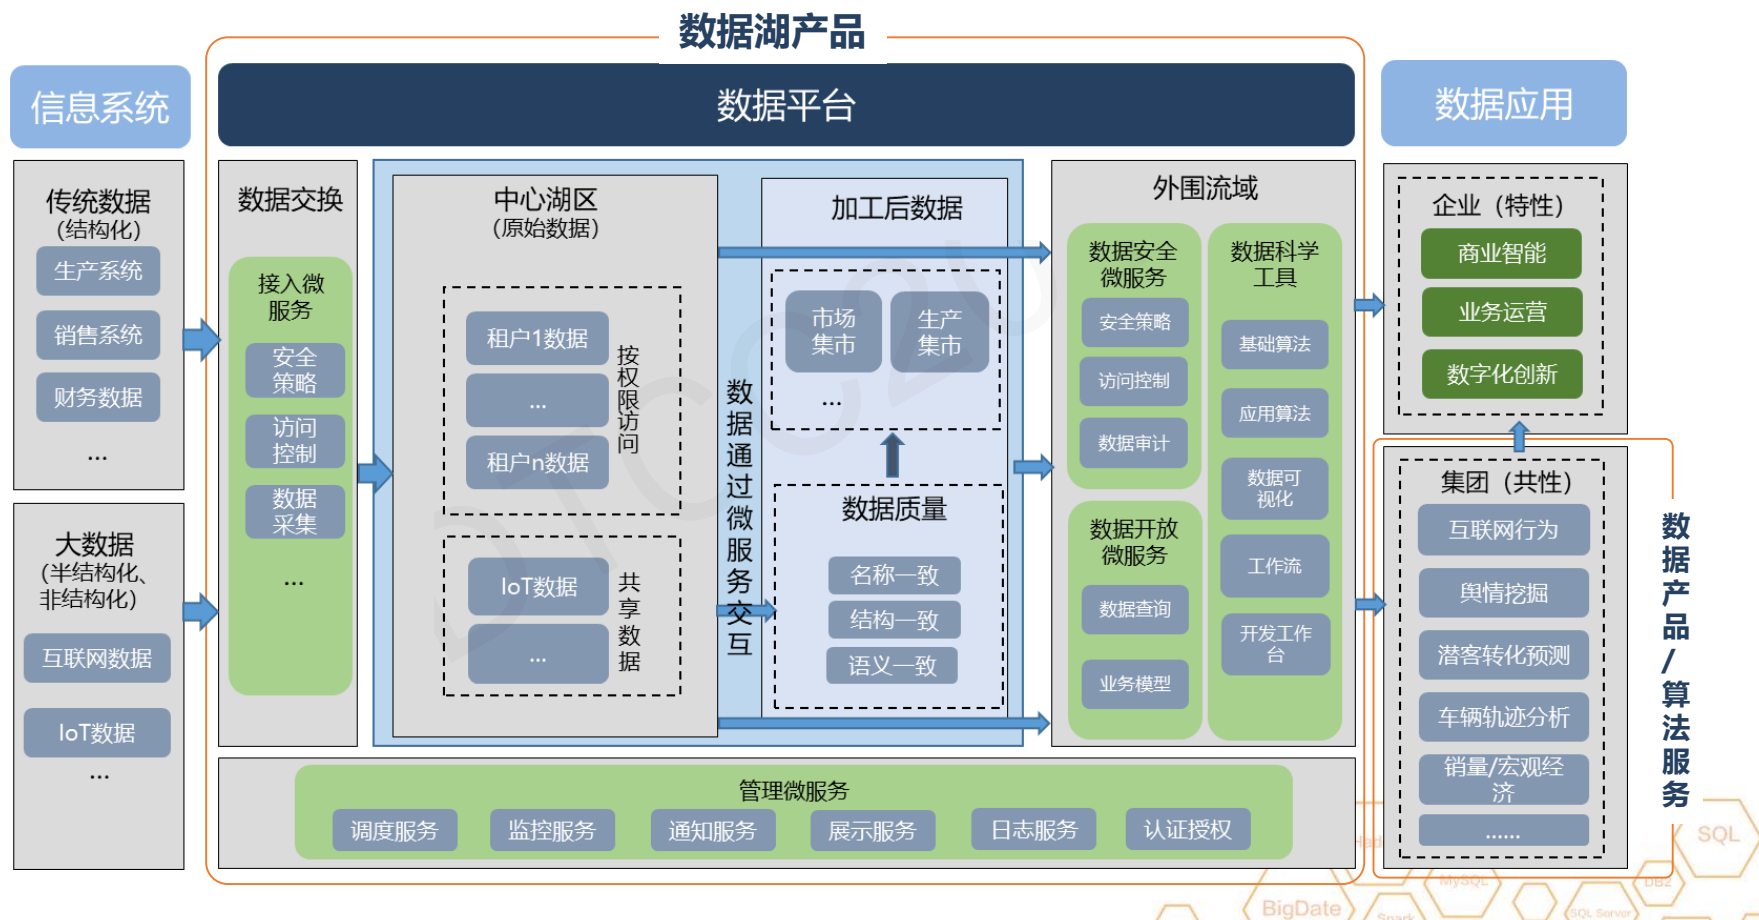 数据湖产品
信息系统
数据平台
数据应用
传统数据
(结构化)
生产系统
销售系统
财务数据
...
大数据
(半结构化、
非结构化)
互联网数据
IoT数据
...
数据交换
接入微
服务
安全
策略
访问
控制
数据
采集
...
中心湖区
(原始数据)
租户1数据
...
租户n数据
按权限访问
IoT数据
...
共享数据
数据通过微服务交互
加工后数据
市场
集市
生产
集市
...
数据质量
名称一致
结构一致
语义一致
外围流域
数据安全
微服务
安全策略
访问控制
数据审计
数据开放
微服务
数据查询
业务模型
数据科学
工具
基础算法
应用算法
数据可
视化
工作流
开发工作
台
管理微服务
调度服务
监控服务
通知服务
展示服务
日志服务
认证授权
企业（特性）
商业智能
业务运营
数字化创新
集团（共性）
互联网行为
舆情挖掘
潜客转化预测
车辆轨迹分析
销量/宏观经
济
......
数据产品/算法服务
SQL
MySQL
DB2
BigDate
Spark
SQL Server